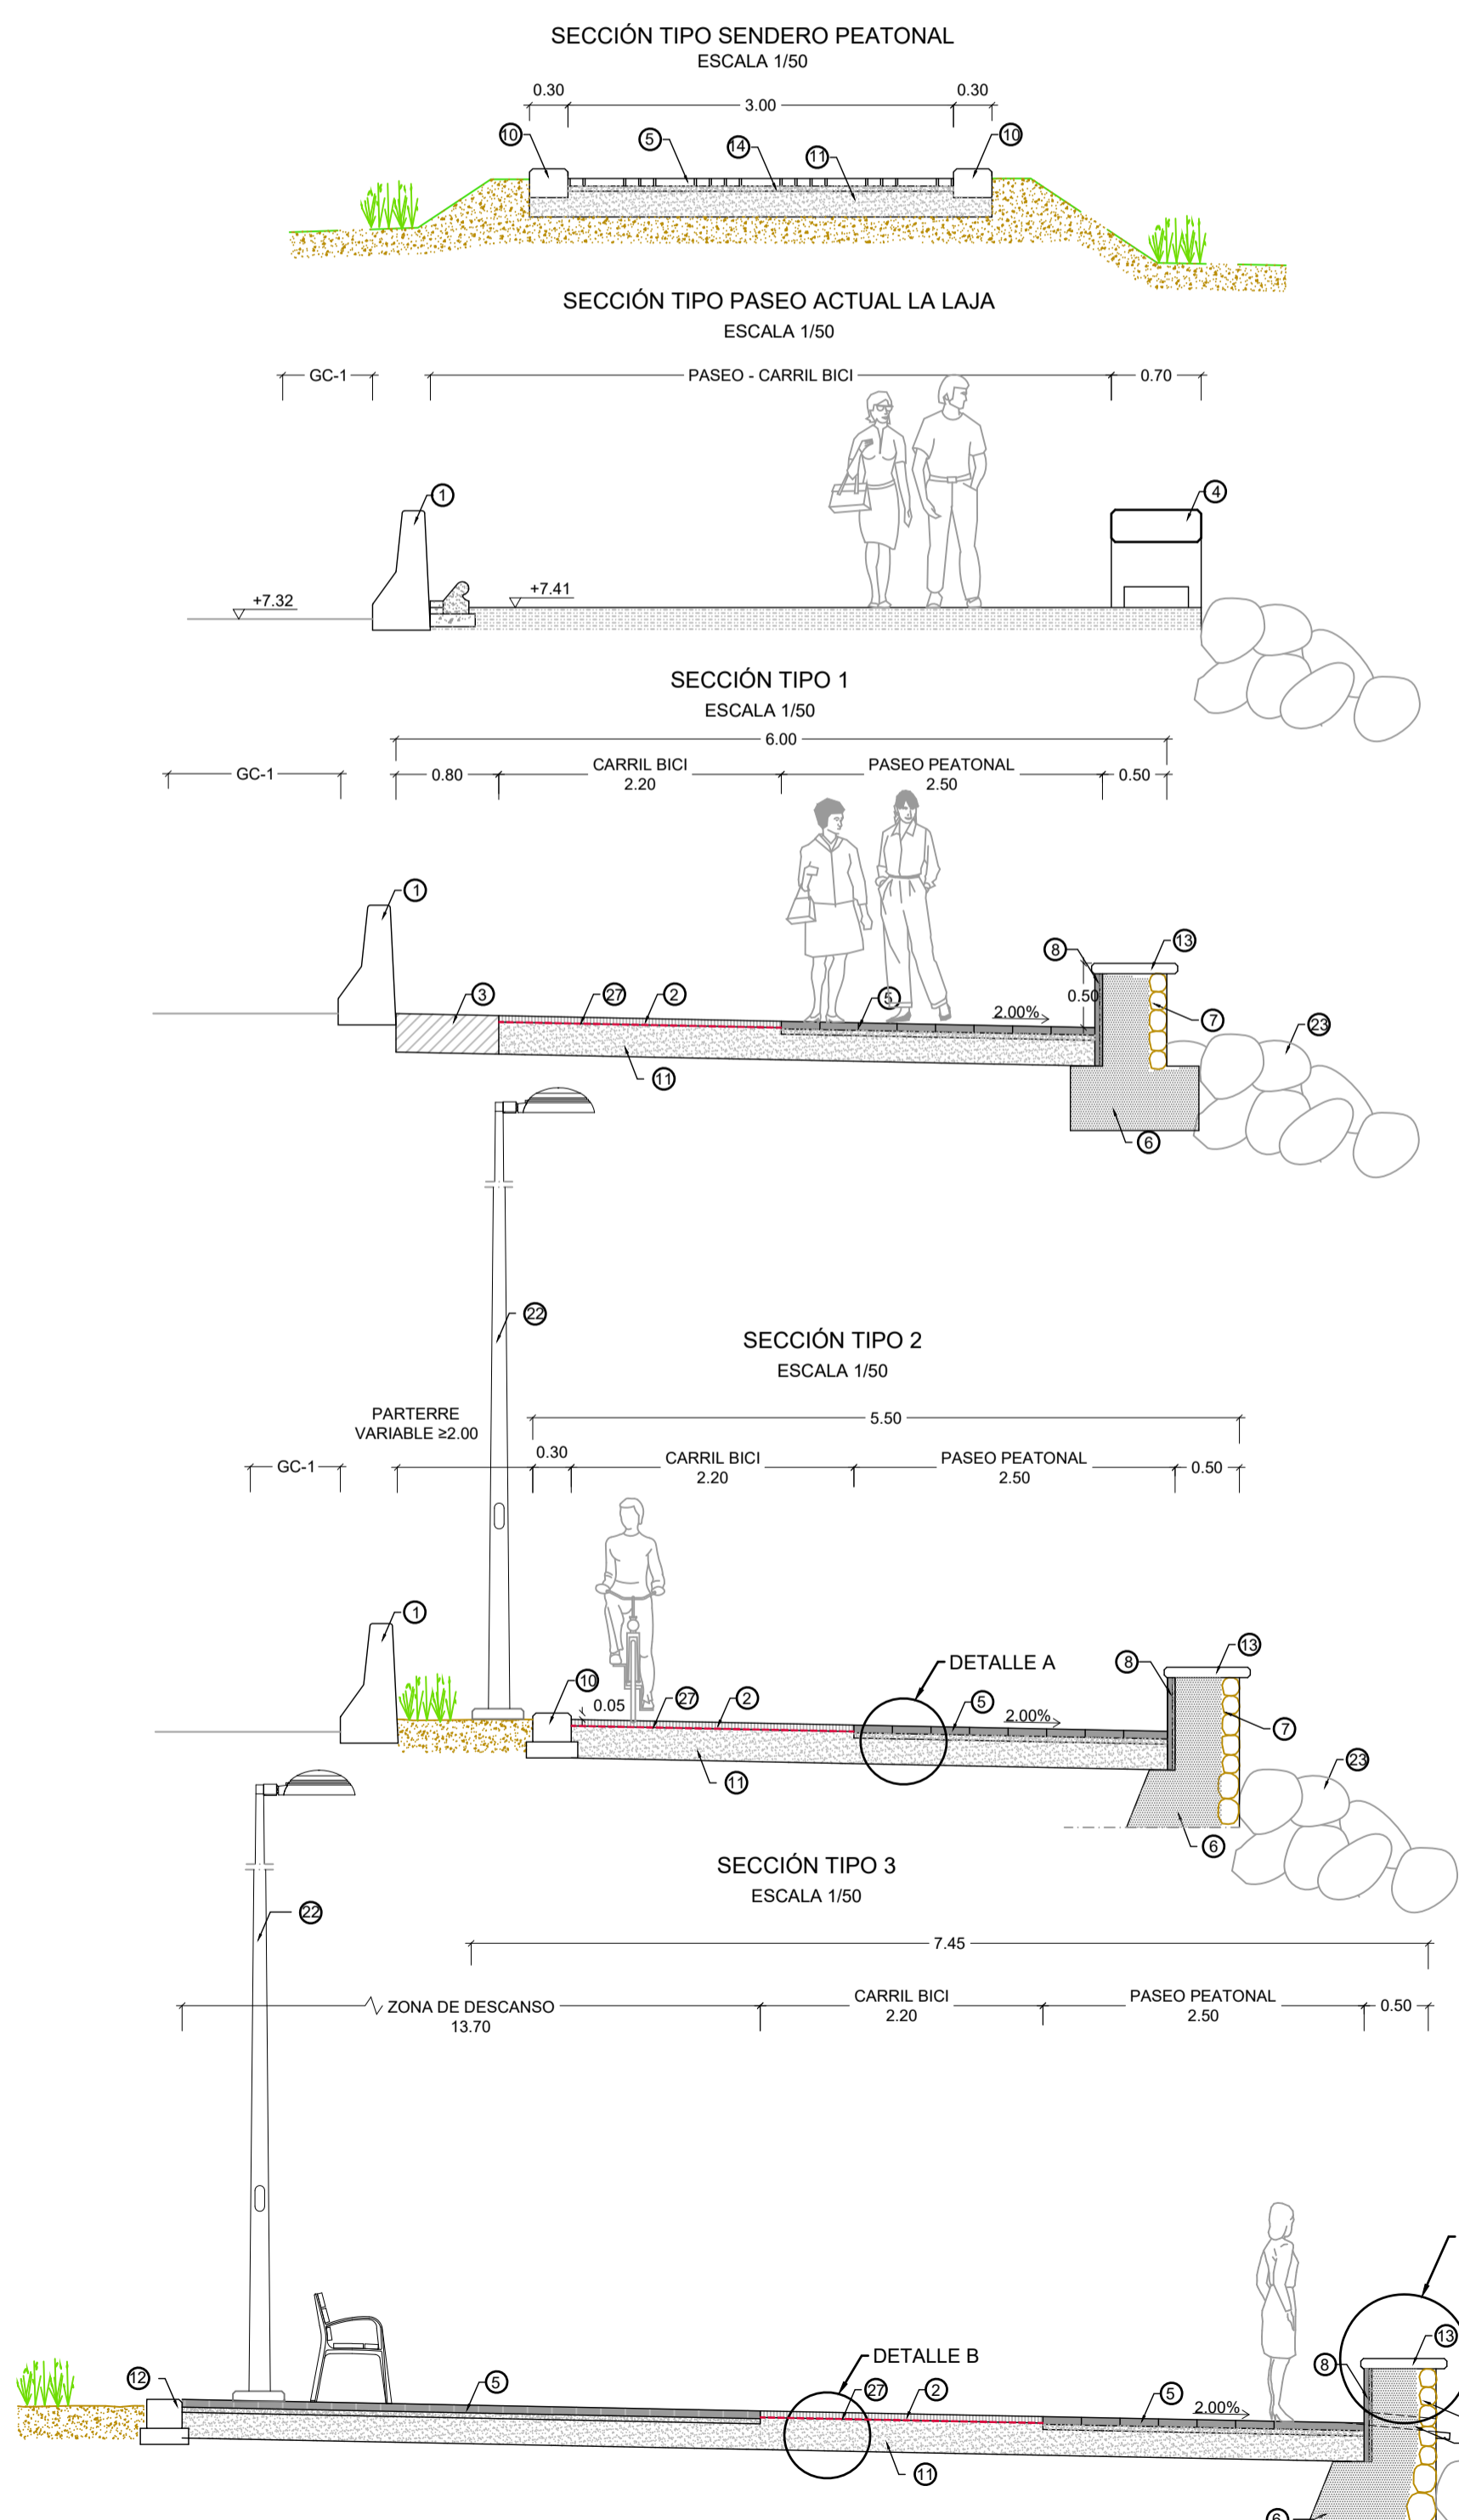 SECCIÓN TIPO SENDERO PEATONAL
ESCALA 1/50
0.30 3.00 0.30
10 5 14 11 10
SECCIÓN TIPO PASEO ACTUAL LA LAJA
ESCALA 1/50
GC-1 PASEO - CARRIL BICI 0.70
1 4
+7.32 +7.41
SECCIÓN TIPO 1
ESCALA 1/50
6.00
GC-1 0.80 CARRIL BICI 2.20 PASEO PEATONAL 2.50 0.50
1
8 13
3 27 2 5 2.00% 0.50 7 23
11
6
22
SECCIÓN TIPO 2
ESCALA 1/50
PARTERRE
VARIABLE ≥2.00
5.50
GC-1 0.30 CARRIL BICI 2.20 PASEO PEATONAL 2.50 0.50
1
DETALLE A
8 13
10 0.05 27 2 5 2.00% 7
11 23
6
SECCIÓN TIPO 3
ESCALA 1/50
22
7.45
ZONA DE DESCANSO
13.70
CARRIL BICI
2.20
PASEO PEATONAL
2.50
0.50
13
DETALLE B
8
12 5 27 2 5 2.00%
11
6